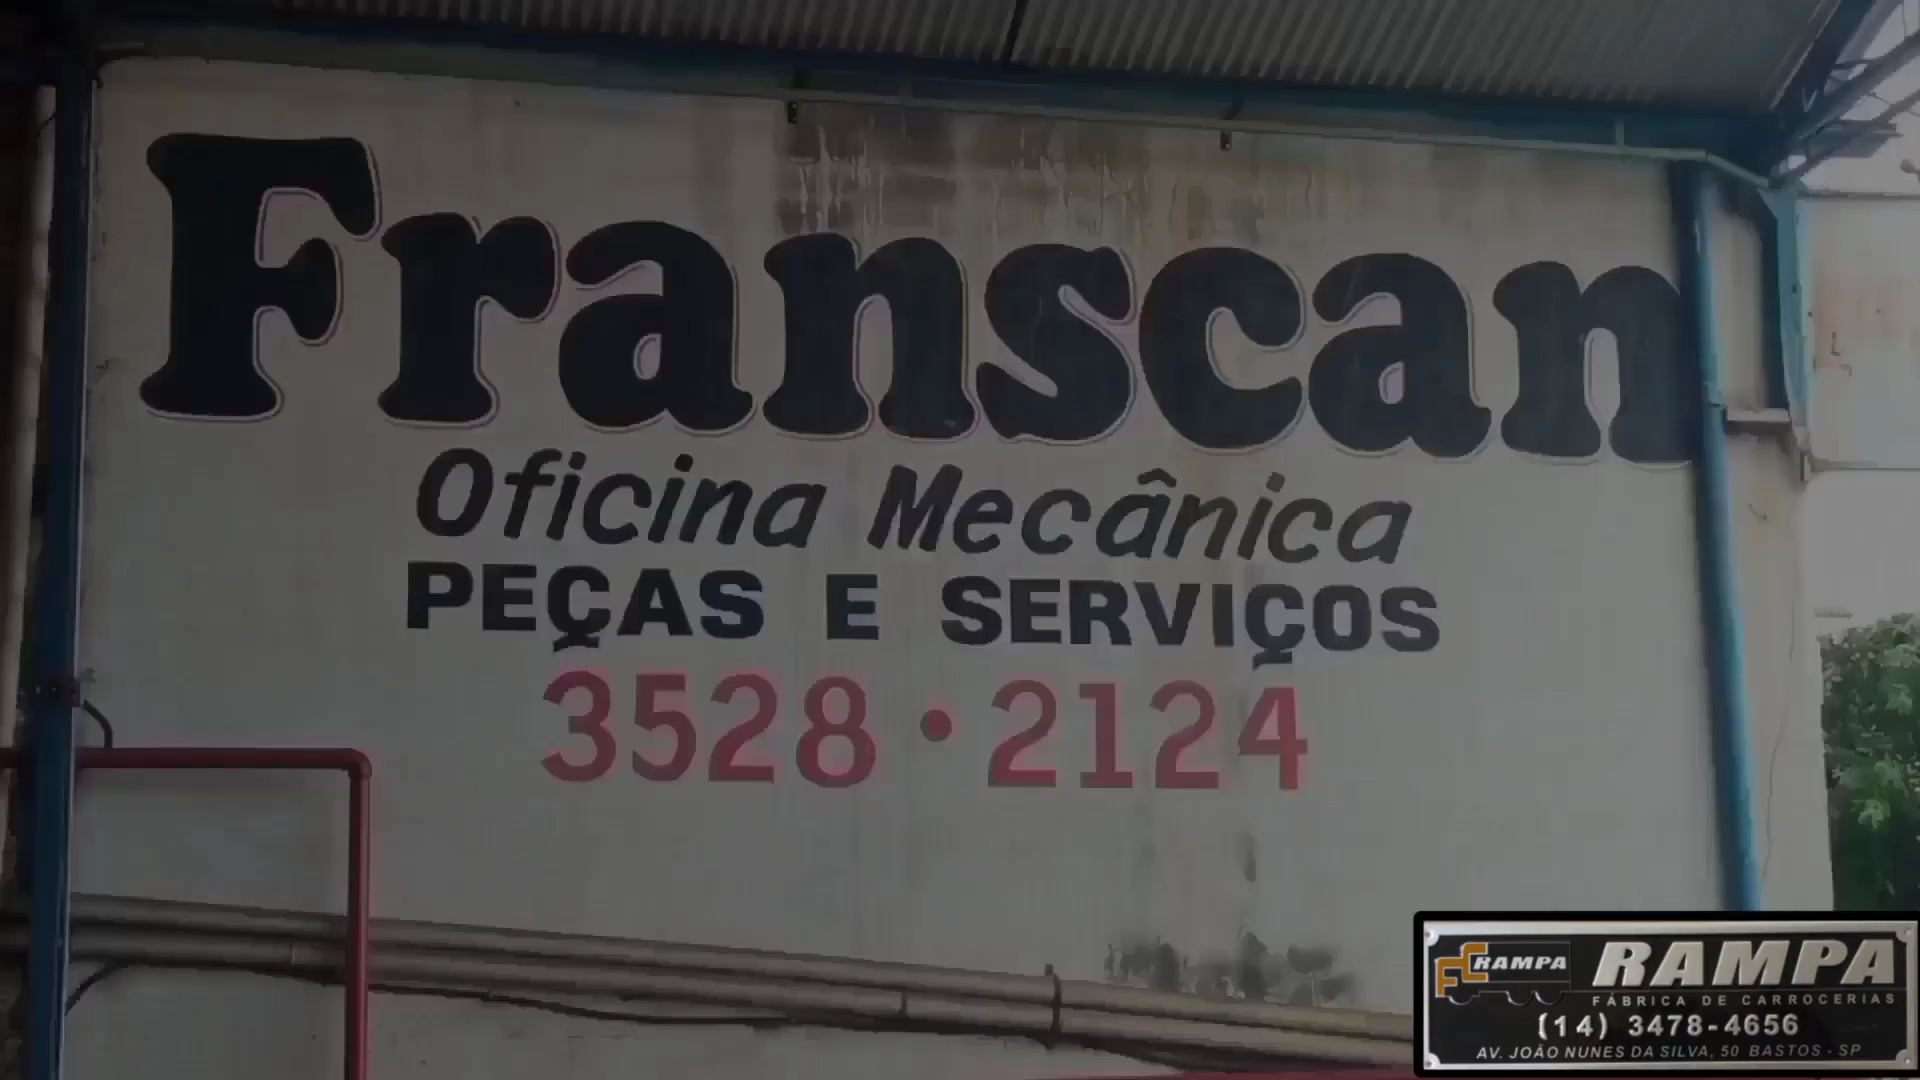 Franscan
Oficina Mecânica
PEÇAS E SERVIÇOS
3528 · 2124
FC RAMPA
RAMPA
FÁBRICA DE CARROCERIAS
(14) 3478-4656
AV. JOÃO NUNES DA SILVA, 50 BASTOS - SP